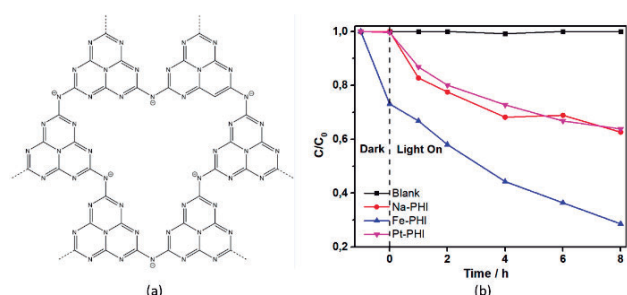 1,0
0,8
0,6
0,4
0,2
C/C₀
Dark
Light On
Blank
Na-PHI
Fe-PHI
Pt-PHI
0 2 4 6 8
Time / h
(a)
(b)